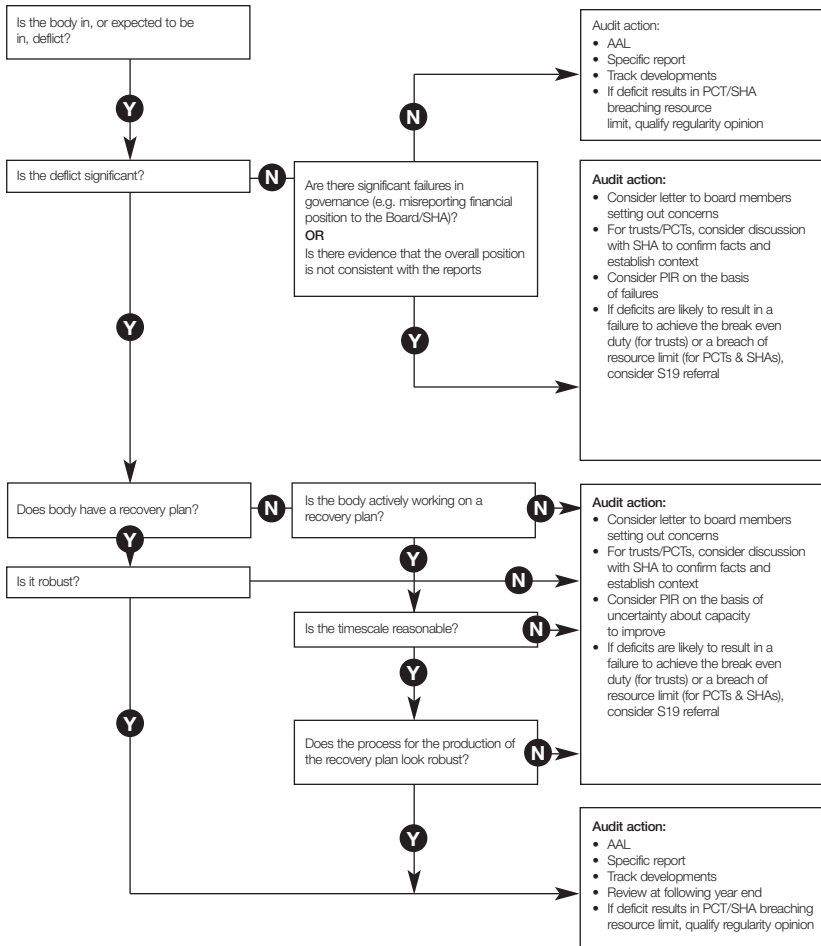 Is the body in, or expected to be
in, deflict?
Audit action:
• AAL
• Specific report
• Track developments
• If deficit results in PCT/SHA
breaching resource
limit, qualify regularity opinion
Y
N
Is the deflict significant?
N
Are there significant failures in
governance (e.g. misreporting financial
position to the Board/SHA)?
OR
Is there evidence that the overall position
is not consistent with the reports
Audit action:
• Consider letter to board members
setting out concerns
• For trusts/PCTs, consider discussion
with SHA to confirm facts and
establish context
• Consider PIR on the basis
of failures
• If deficits are likely to result in a
failure to achieve the break even
duty (for trusts) or a breach of
resource limit (for PCTs & SHAs),
consider S19 referral
Y
Y
Does body have a recovery plan?
N
Is the body actively working on a
recovery plan?
N
Audit action:
• Consider letter to board members
setting out concerns
• For trusts/PCTs, consider discussion
with SHA to confirm facts and
establish context
• Consider PIR on the basis of
uncertainty about capacity
to improve
• If deficits are likely to result in a
failure to achieve the break even
duty (for trusts) or a breach of
resource limit (for PCTs & SHAs),
consider S19 referral
Y
Y
Is it robust?
N
Is the timescale reasonable?
N
Y
Y
Does the process for the production of
the recovery plan look robust?
N
Y
Audit action:
• AAL
• Specific report
• Track developments
• Review at following year end
• If deficit results in PCT/SHA breaching
resource limit, qualify regularity opinion